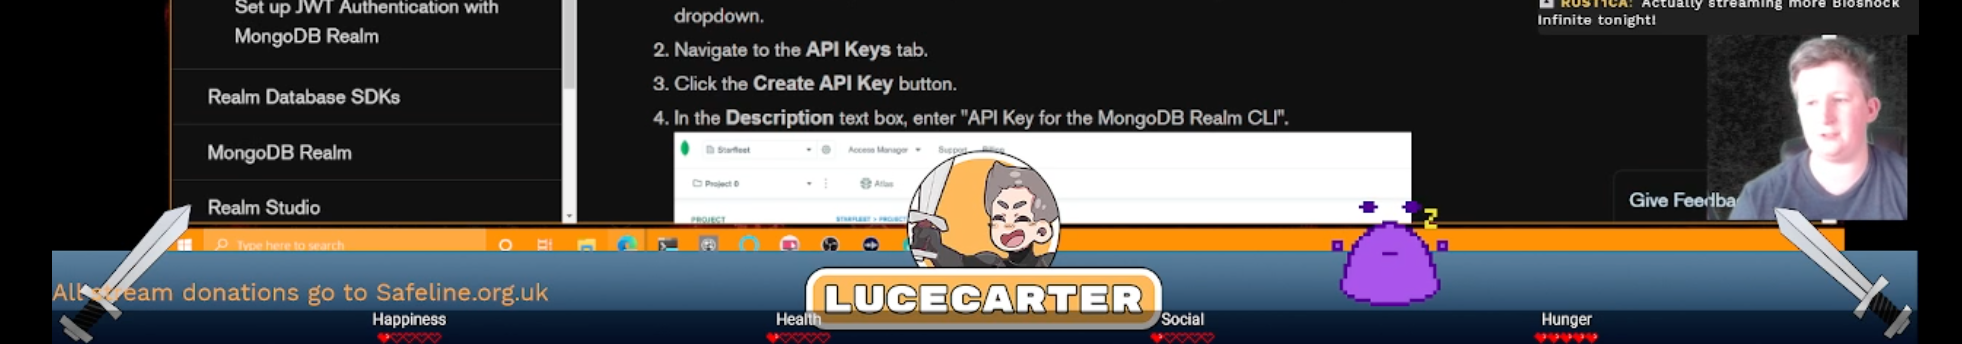 Set up JWT Authentication with
MongoDB Realm
Realm Database SDKs
MongoDB Realm
Realm Studio
dropdown.
2. Navigate to the API Keys tab.
3. Click the Create API Key button.
4. In the Description text box, enter "API Key for the MongoDB Realm CLI".
Starfleet Access Manager Support Billing
Project 0 Atlas
PROJECT STARFLEET > PROJECT
RUST1CA: Actually streaming more Bioshock
Infinite tonight!
Give Feedba
Type here to search
Z
All stream donations go to Safeline.org.uk
LUCECARTER
Happiness Health Social Hunger